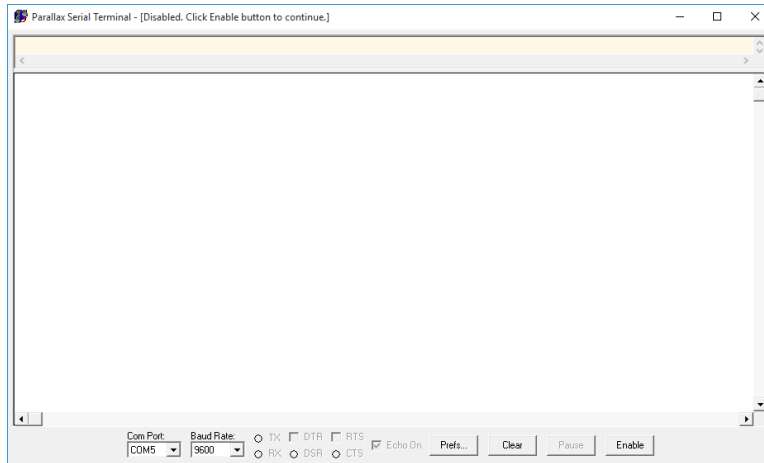 Parallax Serial Terminal - [Disabled. Click Enable button to continue.]
Com Port: Baud Rate: TX DTR RTS
COM5 9600 RX DSR CTS Echo On Prefs... Clear Pause Enable